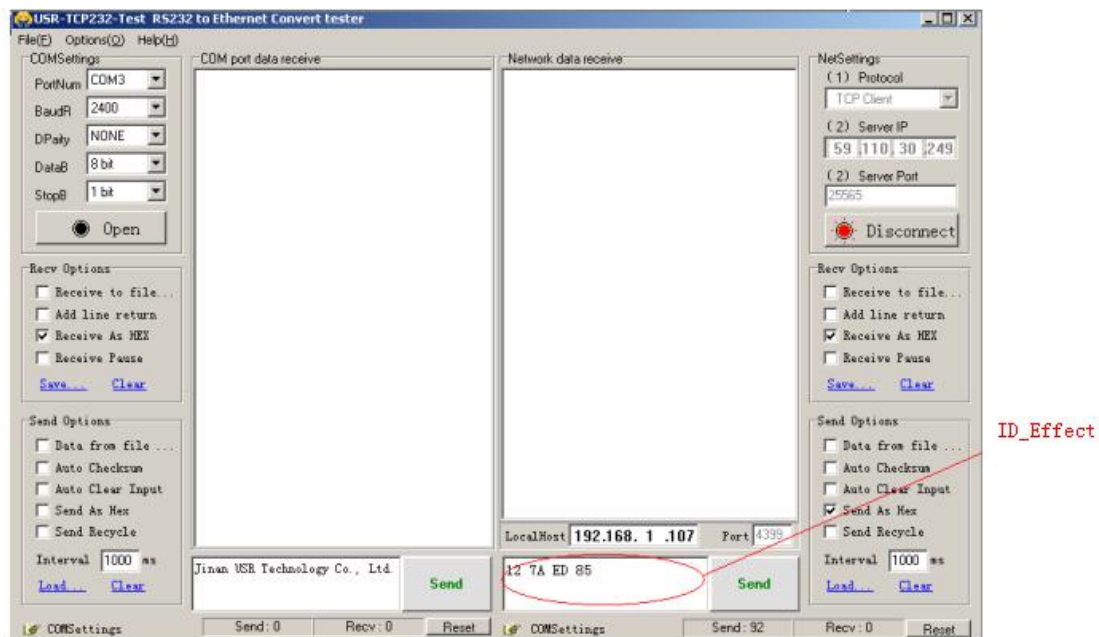 USR-TCP232-Test RS232 to Ethernet Convert tester
File(F) Options(O) Help(H)
COMSettings
PortNum COM3
BaudR 2400
DPaity NONE
DataB 8 bit
StopB 1 bit
Open
Recv Options
Receive to file...
Add line return
Receive As HEX
Receive Pause
Save... Clear
Send Options
Data from file ...
Auto Checksum
Auto Clear Input
Send As Hex
Send Recycle
Interval 1000 ms
Load... Clear
COMSettings
COM port data receive
Jinan USR Technology Co., Ltd.
Send
Send: 0 Recv: 0 Reset
Network data receive
LocalHost 192.168. 1 .107 Port 4399
12 7A ED 85
Send
COMSettings
Send: 92 Recv: 0 Reset
NetSettings
(1) Protocol
TCP Client
(2) Server IP
59 .110. 30 .249
(2) Server Port
25565
Disconnect
Recv Options
Receive to file...
Add line return
Receive As HEX
Receive Pause
Save... Clear
Send Options
Data from file ...
Auto Checksum
Auto Clear Input
Send As Hex
Send Recycle
Interval 1000 ms
Load... Clear
ID_Effect